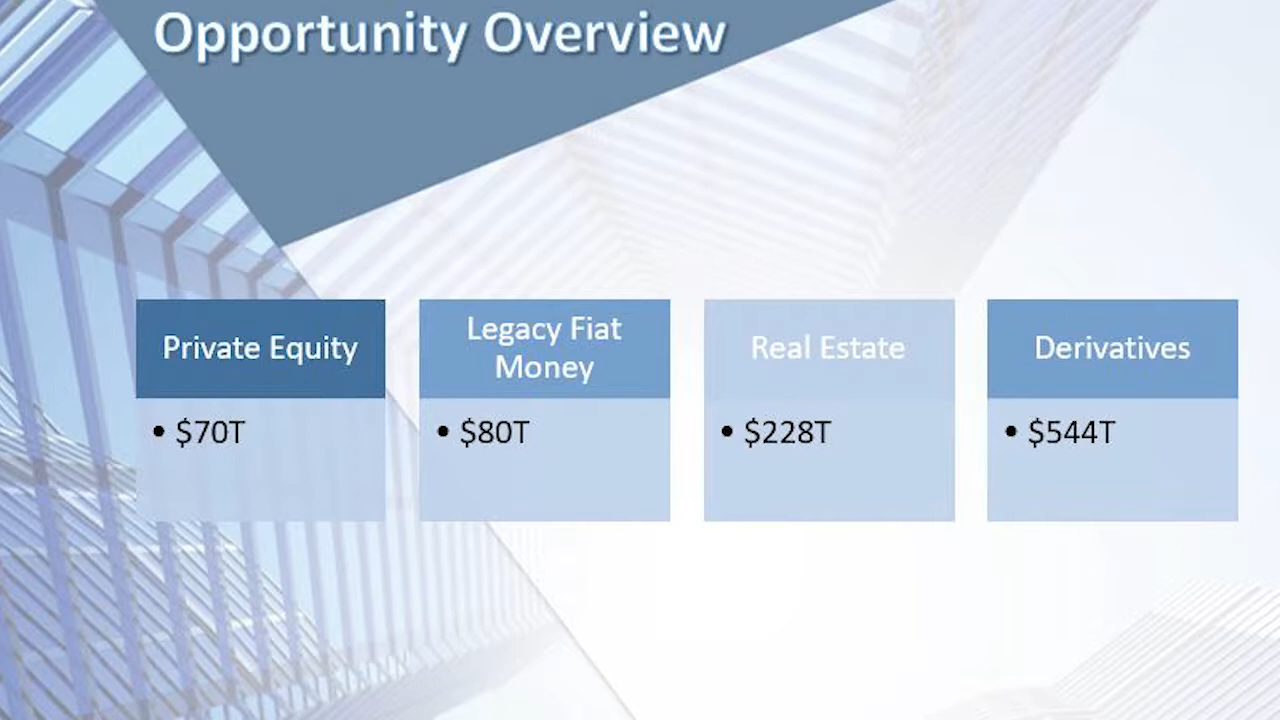 Opportunity Overview
Private Equity
• $70T
Legacy Fiat
Money
• $80T
Real Estate
• $228T
Derivatives
• $544T